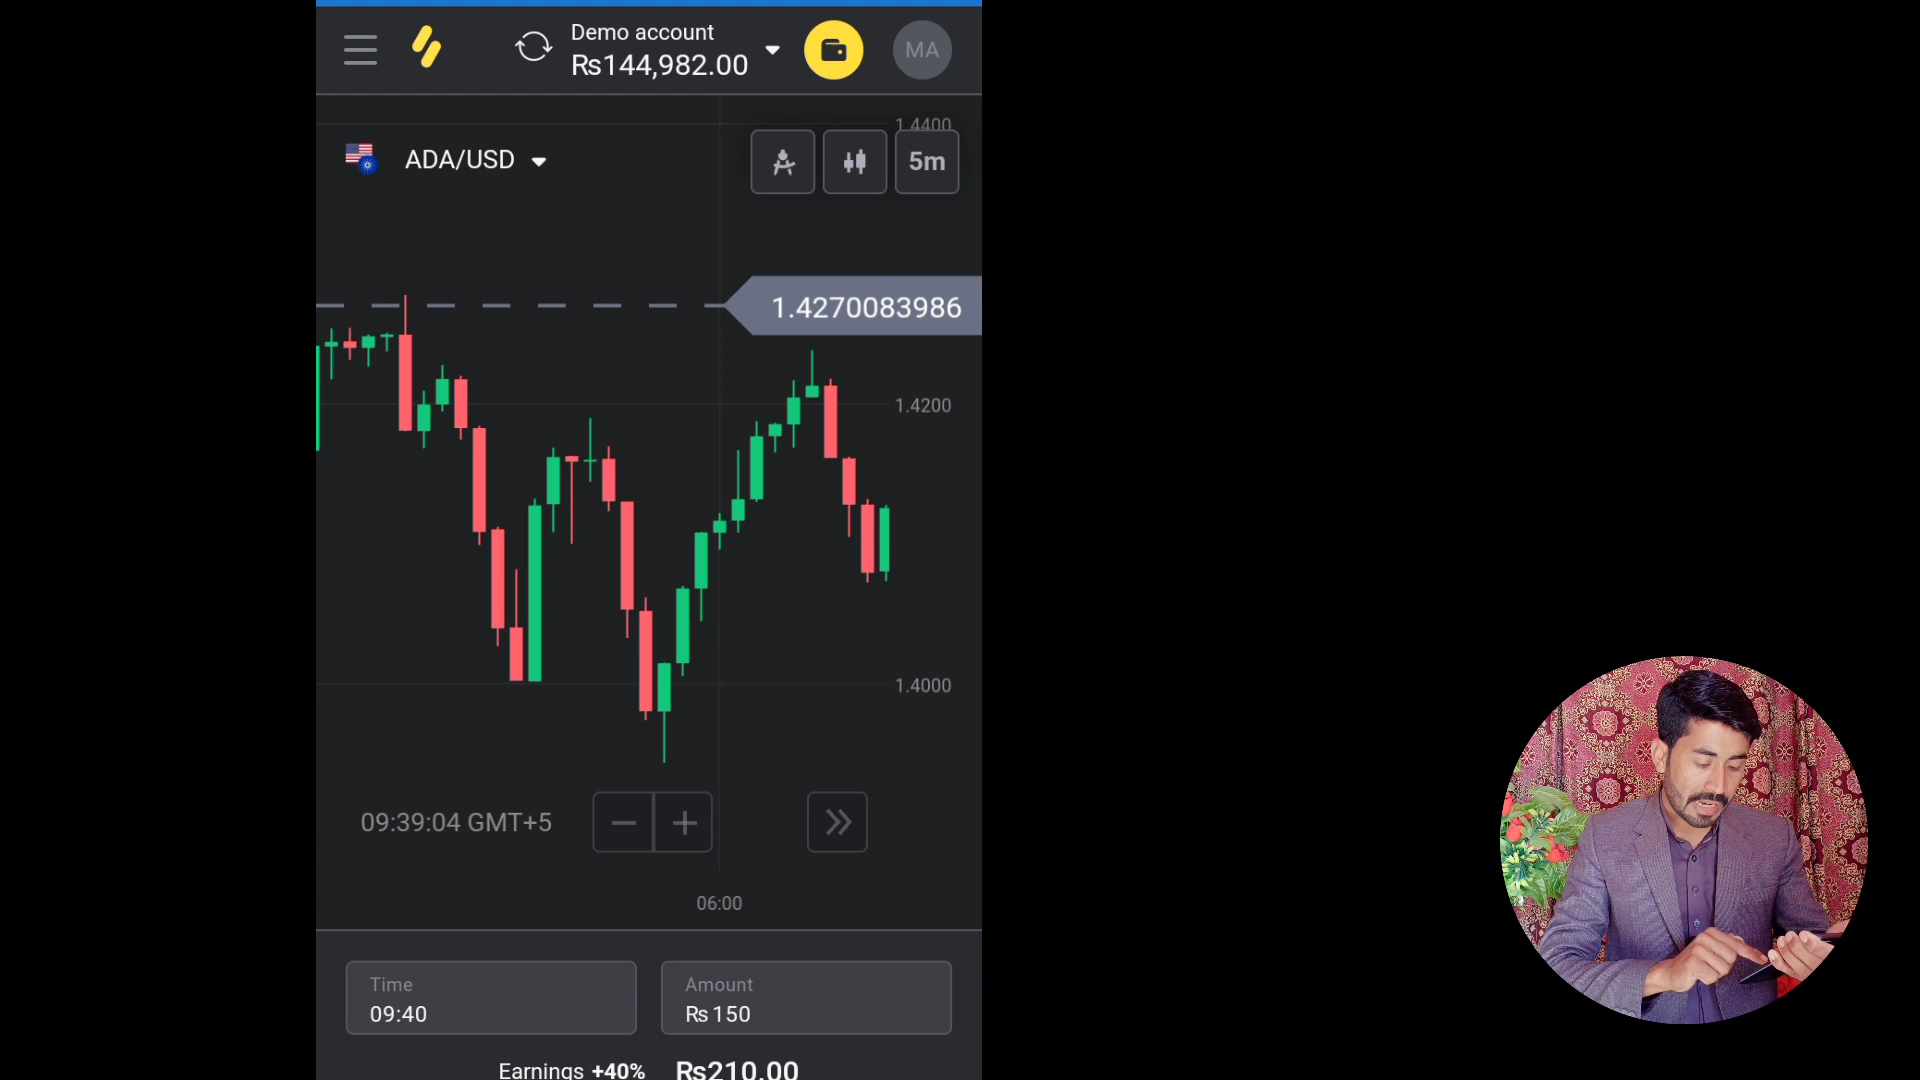 Demo account
₨144,982.00
MA
1.4400
ADA/USD
5m
1.4270083986
1.4200
1.4000
09:39:04 GMT+5
06:00
Time
09:40
Amount
₨ 150
Earnings +40% ₨210.00